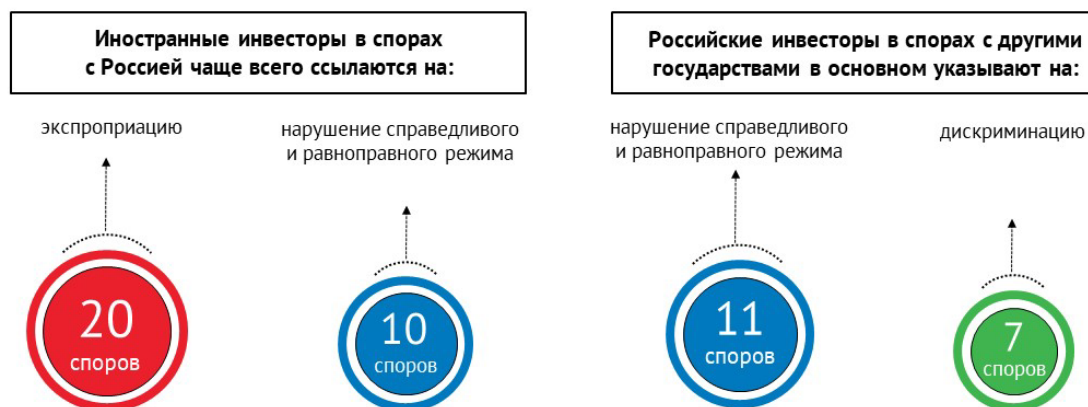 Иностранные инвесторы в спорах
с Россией чаще всего ссылаются на:
экспроприацию
нарушение справедливого
и равноправного режима
20
споров
10
споров
Российские инвесторы в спорах с другими
государствами в основном указывают на:
нарушение справедливого
и равноправного режима
дискриминацию
11
споров
7
споров